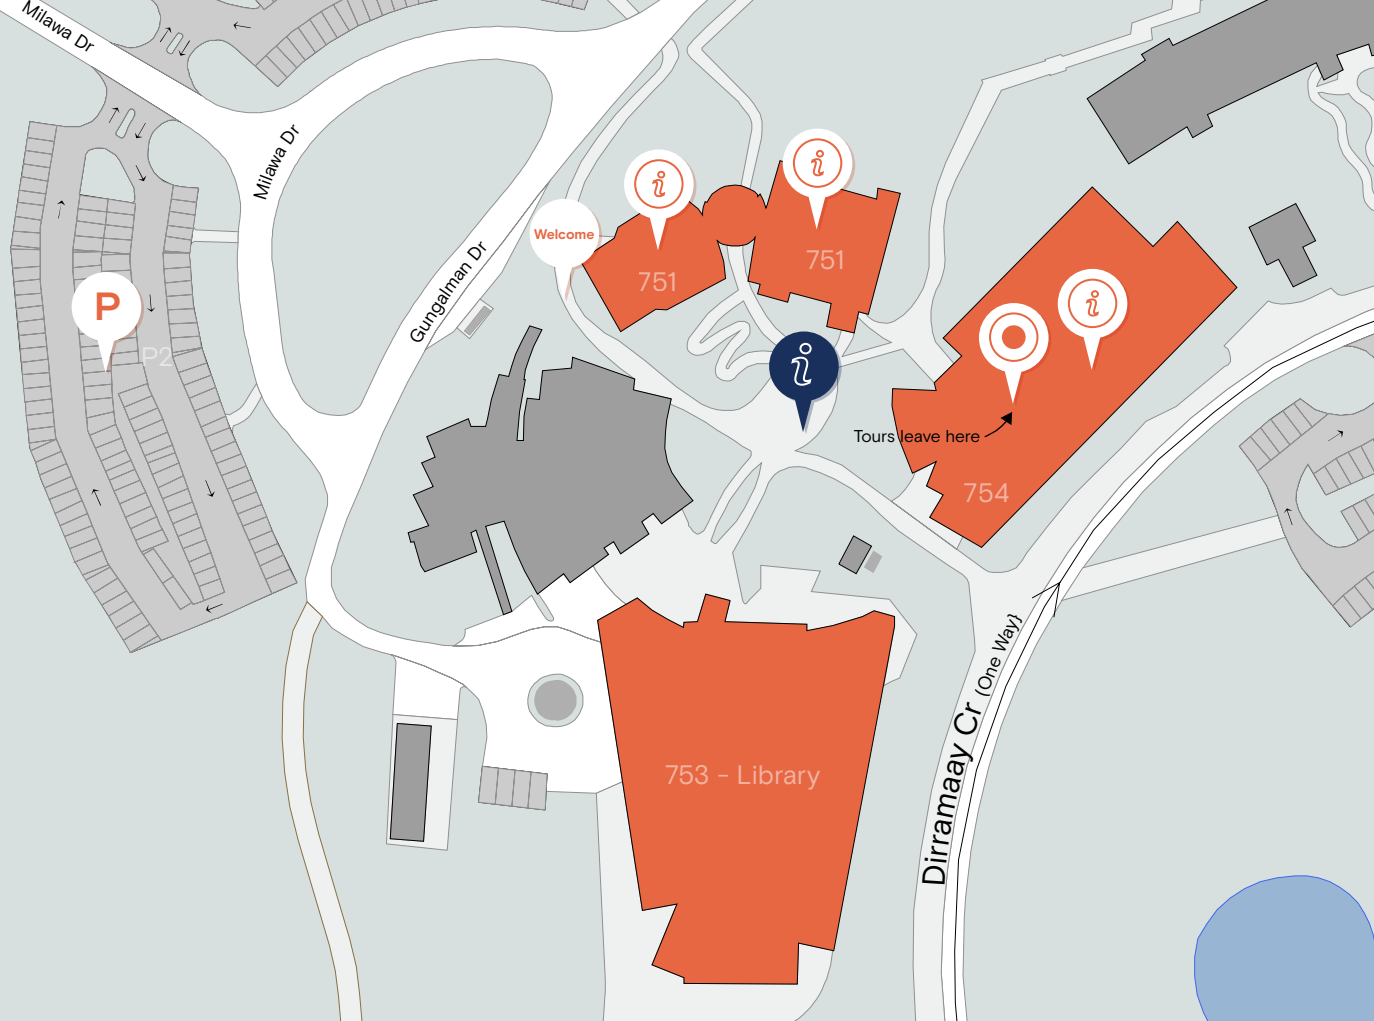 Milawa Dr
Milawa Dr
Welcome
i
i
751
751
Gungalman Dr
P
P2
i
i
Tours leave here
754
Dirramaay Cr (One Way}
753 - Library